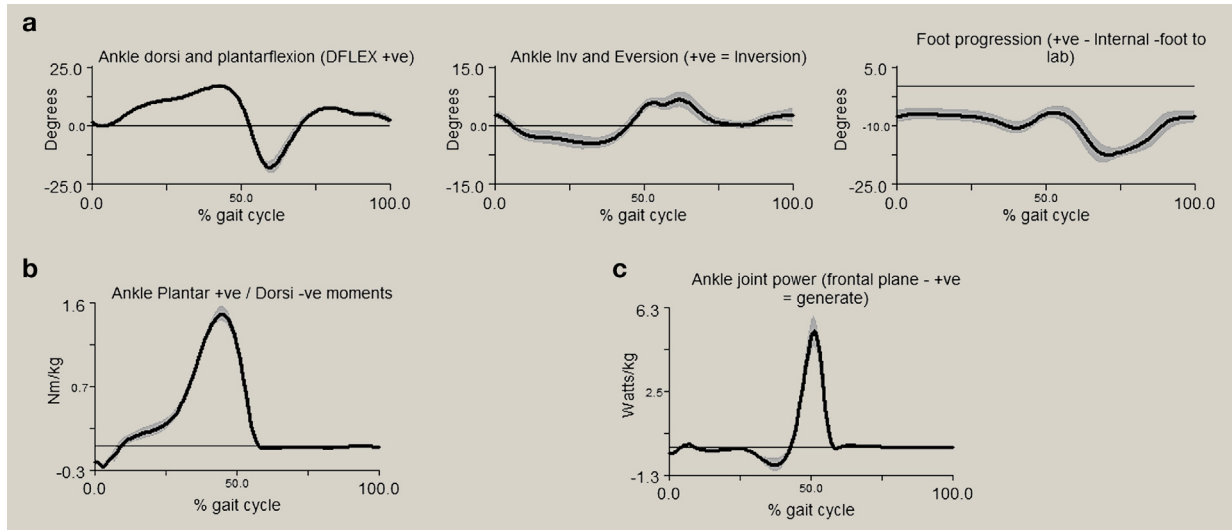 a
Ankle dorsi and plantarflexion (DFLEX +ve)
25.0
0.0
-25.0
Degrees
0.0
50.0
100.0
% gait cycle
Ankle Inv and Eversion (+ve = Inversion)
15.0
0.0
-15.0
Degrees
0.0
50.0
100.0
% gait cycle
Foot progression (+ve - Internal -foot to
lab)
5.0
-10.0
-25.0
Degrees
0.0
50.0
100.0
% gait cycle
b
Ankle Plantar +ve / Dorsi -ve moments
1.6
0.7
-0.3
Nm/kg
0.0
50.0
100.0
% gait cycle
c
Ankle joint power (frontal plane - +ve
= generate)
6.3
2.5
-1.3
Watts/kg
0.0
50.0
100.0
% gait cycle